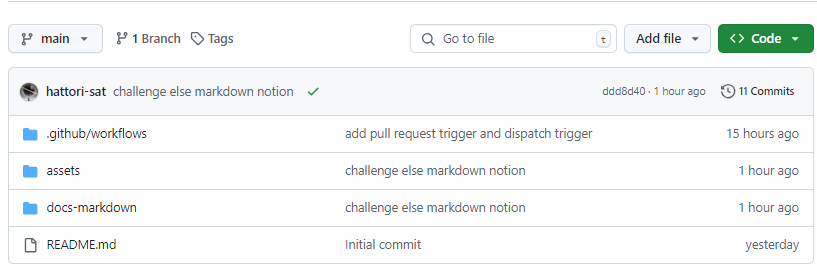 main 1 Branch Tags Go to file t Add file Code
hattori-sat challenge else markdown notion ddd8d40 · 1 hour ago 11 Commits
.github/workflows add pull request trigger and dispatch trigger 15 hours ago
assets challenge else markdown notion 1 hour ago
docs-markdown challenge else markdown notion 1 hour ago
README.md Initial commit yesterday